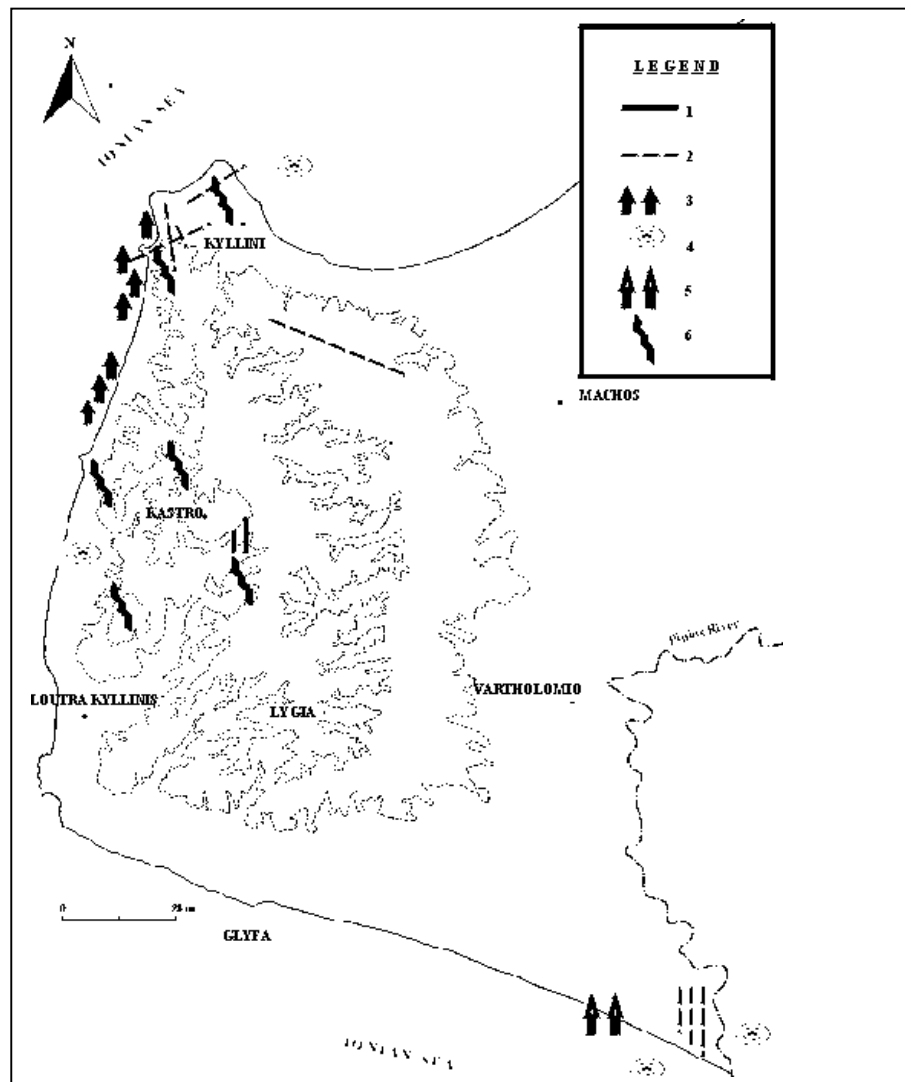 N
IONIAN SEA
LEGEND
1
2
3
4
5
6
KYLLINI
MACHOS
KASTRO
Pinios River
VARTHOLOMIO
LOUTRA KYLLINIS
LYGIA
0
GLYFA
IONIAN SEA